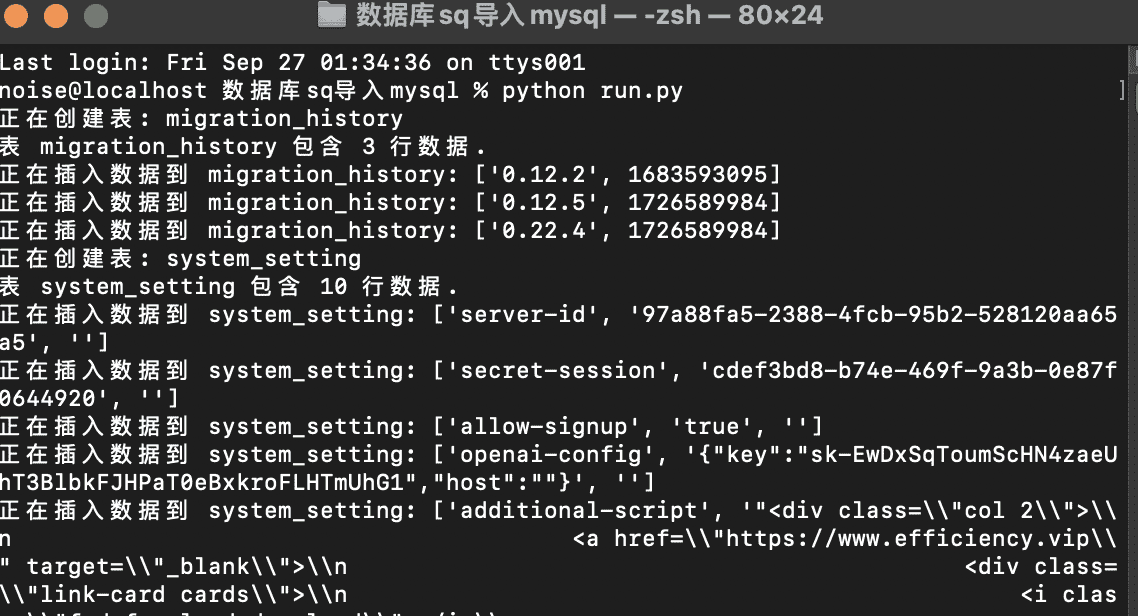 数据库sq导入mysql — -zsh — 80×24
Last login: Fri Sep 27 01:34:36 on ttys001
noise@localhost 数据库sq导入mysql % python run.py ]
正在创建表: migration_history
表 migration_history 包含 3 行数据.
正在插入数据到 migration_history: ['0.12.2', 1683593095]
正在插入数据到 migration_history: ['0.12.5', 1726589984]
正在插入数据到 migration_history: ['0.22.4', 1726589984]
正在创建表: system_setting
表 system_setting 包含 10 行数据.
正在插入数据到 system_setting: ['server-id', '97a88fa5-2388-4fcb-95b2-528120aa65
a5', '']
正在插入数据到 system_setting: ['secret-session', 'cdef3bd8-b74e-469f-9a3b-0e87f
0644920', '']
正在插入数据到 system_setting: ['allow-signup', 'true', '']
正在插入数据到 system_setting: ['openai-config', '{"key":"sk-EwDxSqToumScHN4zaeU
hT3BlbkFJHPaT0eBxkroFLHTmUhG1","host":""}', '']
正在插入数据到 system_setting: ['additional-script', '"<div class=\\"col 2\\">\\
n <a href=\\"https://www.efficiency.vip\\
" target=\\"_blank\\">\\n <div class=
\\"link-card cards\\">\\n <i clas